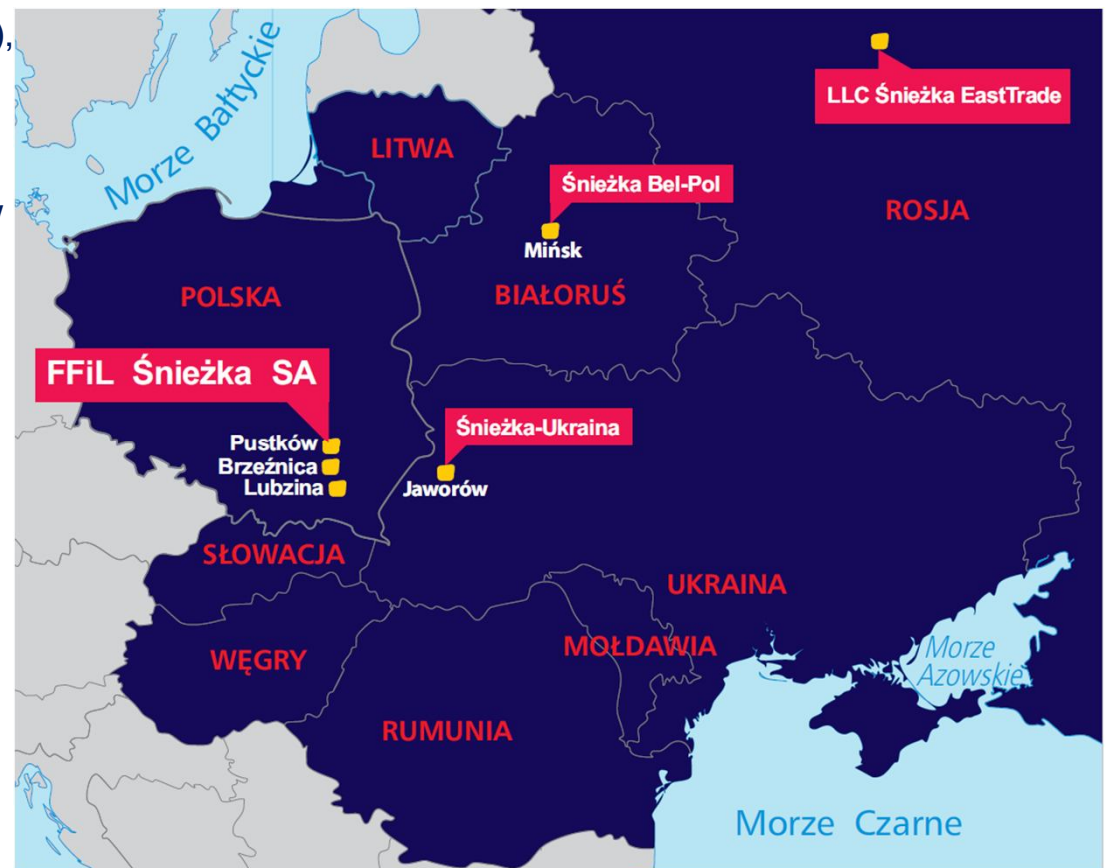 ),
y
Morze Bałtyckie
LLC Śnieżka EastTrade
LITWA
Śnieżka Bel-Pol
ROSJA
Mińsk
POLSKA
BIAŁORUŚ
FFiL Śnieżka SA
Śnieżka-Ukraina
Pustków
Brzeźnica
Lubzina
Jaworów
SŁOWACJA
UKRAINA
WĘGRY
MOŁDAWIA
Morze
Azowskie
RUMUNIA
Morze Czarne